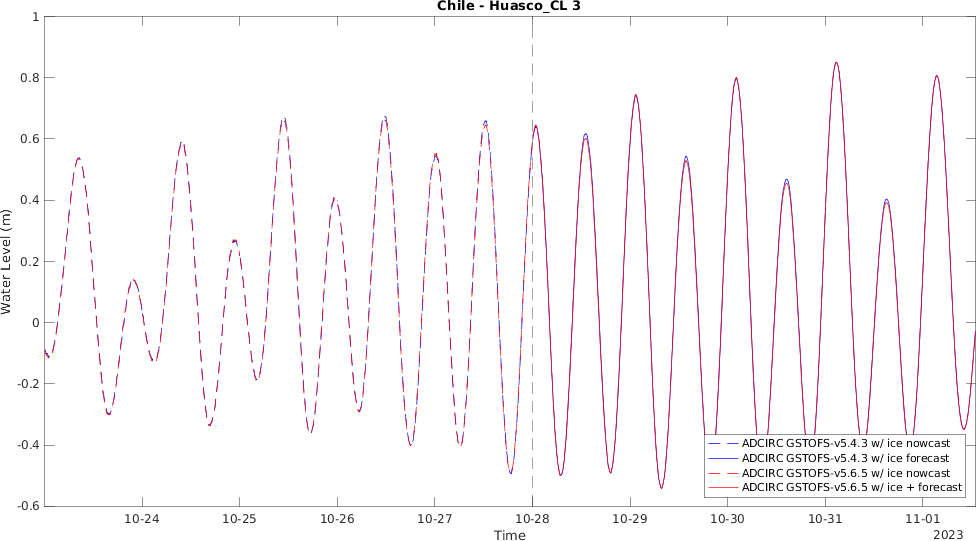 Chile - Huasco_CL 3
1
0.8
0.6
0.4
0.2
0
-0.2
-0.4
-0.6
Water Level (m)
ADCIRC GSTOFS-v5.4.3 w/ ice nowcast
ADCIRC GSTOFS-v5.4.3 w/ ice forecast
ADCIRC GSTOFS-v5.6.5 w/ ice nowcast
ADCIRC GSTOFS-v5.6.5 w/ ice + forecast
10-24 10-25 10-26 10-27 10-28 10-29 10-30 10-31 11-01
Time
2023